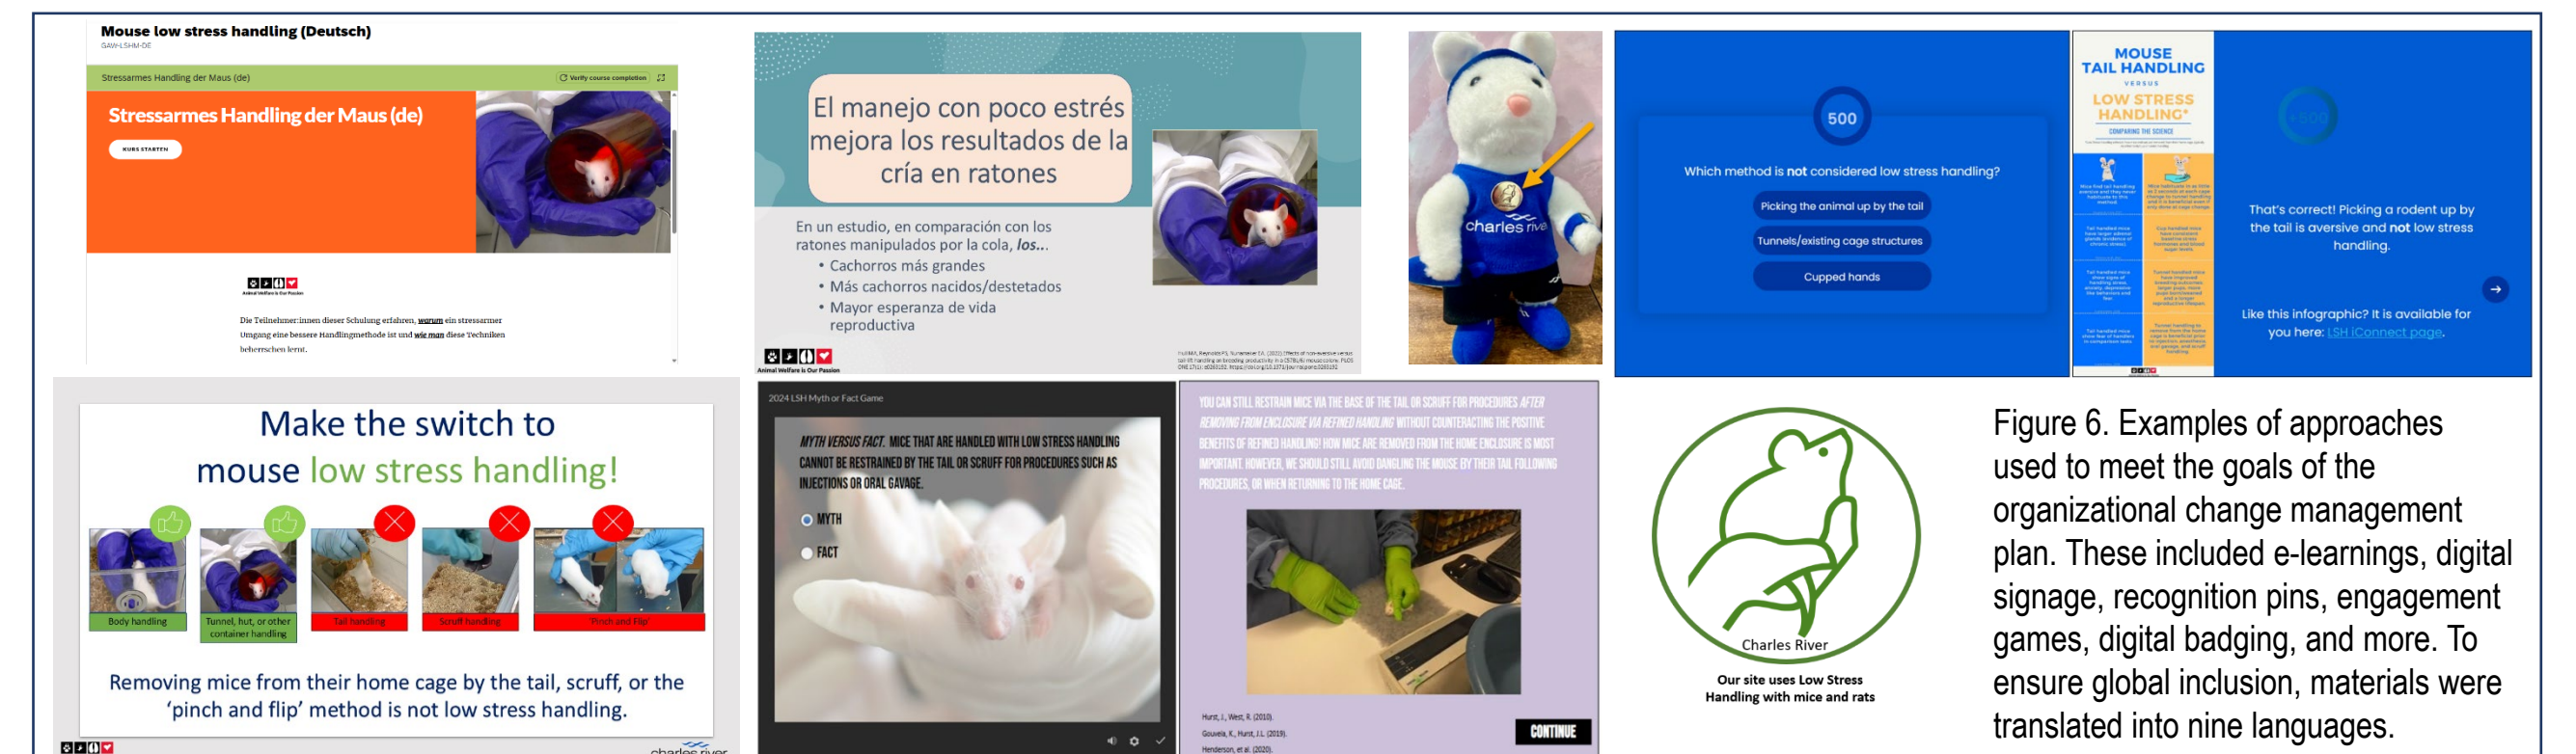 Mouse low stress handling (Deutsch)
GAW-LSHM-DE
Stressarmes Handling der Maus (de)
Verify course completion
Stressarmes Handling der Maus (de)
KURS STARTEN
Animal Welfare is Our Passion
Die Teilnehmer:innen dieser Schulung erfahren, warum ein stressarmer
Umgang eine bessere Handlingmethode ist und wie man diese Techniken
beherrschen lernt.
El manejo con poco estrés
mejora los resultados de la
cría en ratones
En un estudio, en comparación con los
ratones manipulados por la cola, los...
• Cachorros más grandes
• Más cachorros nacidos/destetados
• Mayor esperanza de vida
reproductiva
Animal Welfare is Our Passion
charles river
500
Which method is not considered low stress handling?
Picking the animal up by the tail
Tunnels/existing cage structures
Cupped hands
MOUSE
TAIL HANDLING
VERSUS
LOW STRESS
HANDLING*
COMPARING THE SCIENCE
+500
That's correct! Picking a rodent up by
the tail is aversive and not low stress
handling.
Like this infographic? It is available for
you here: LSH iConnect page.
Make the switch to
mouse low stress handling!
Body handling
Tunnel, hut, or other
container handling
Tail handling
Scruff handling
'Pinch and Flip'
Removing mice from their home cage by the tail, scruff, or the
'pinch and flip' method is not low stress handling.
charles river
2024 LSH Myth or Fact Game
MYTH VERSUS FACT. MICE THAT ARE HANDLED WITH LOW STRESS HANDLING
CANNOT BE RESTRAINED BY THE TAIL OR SCRUFF FOR PROCEDURES SUCH AS
INJECTIONS OR ORAL GAVAGE.
MYTH
FACT
YOU CAN STILL RESTRAIN MICE VIA THE BASE OF THE TAIL OR SCRUFF FOR PROCEDURES AFTER
REMOVING FROM ENCLOSURE VIA REFINED HANDLING WITHOUT COUNTERACTING THE POSITIVE
BENEFITS OF REFINED HANDLING! HOW MICE ARE REMOVED FROM THE HOME ENCLOSURE IS MOST
IMPORTANT. HOWEVER, WE SHOULD STILL AVOID DANGLING THE MOUSE BY THEIR TAIL FOLLOWING
PROCEDURES, OR WHEN RETURNING TO THE HOME CAGE.
Hurst, J., West, R. (2010).
Gouveia, K., Hurst, J.L. (2019).
Henderson, et al. (2020).
CONTINUE
Charles River
Our site uses Low Stress
Handling with mice and rats
Figure 6. Examples of approaches
used to meet the goals of the
organizational change management
plan. These included e-learnings, digital
signage, recognition pins, engagement
games, digital badging, and more. To
ensure global inclusion, materials were
translated into nine languages.